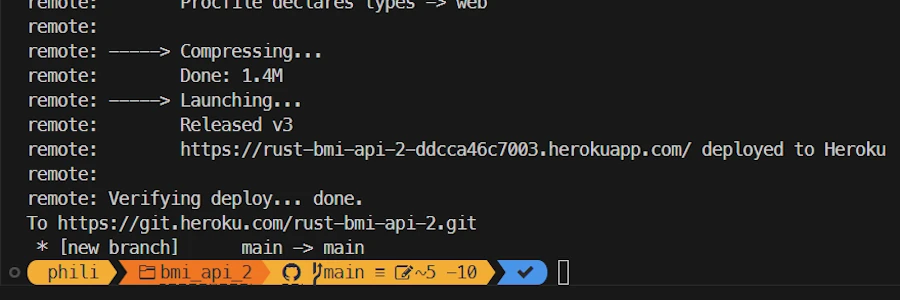 remote:        Procfile declares types -> web
remote:
remote: -----> Compressing...
remote:        Done: 1.4M
remote: -----> Launching...
remote:        Released v3
remote:        https://rust-bmi-api-2-ddcca46c7003.herokuapp.com/ deployed to Heroku
remote:
remote: Verifying deploy... done.
To https://git.heroku.com/rust-bmi-api-2.git
 * [new branch]      main -> main
phili bmi_api_2 main ≡ ~5 -10